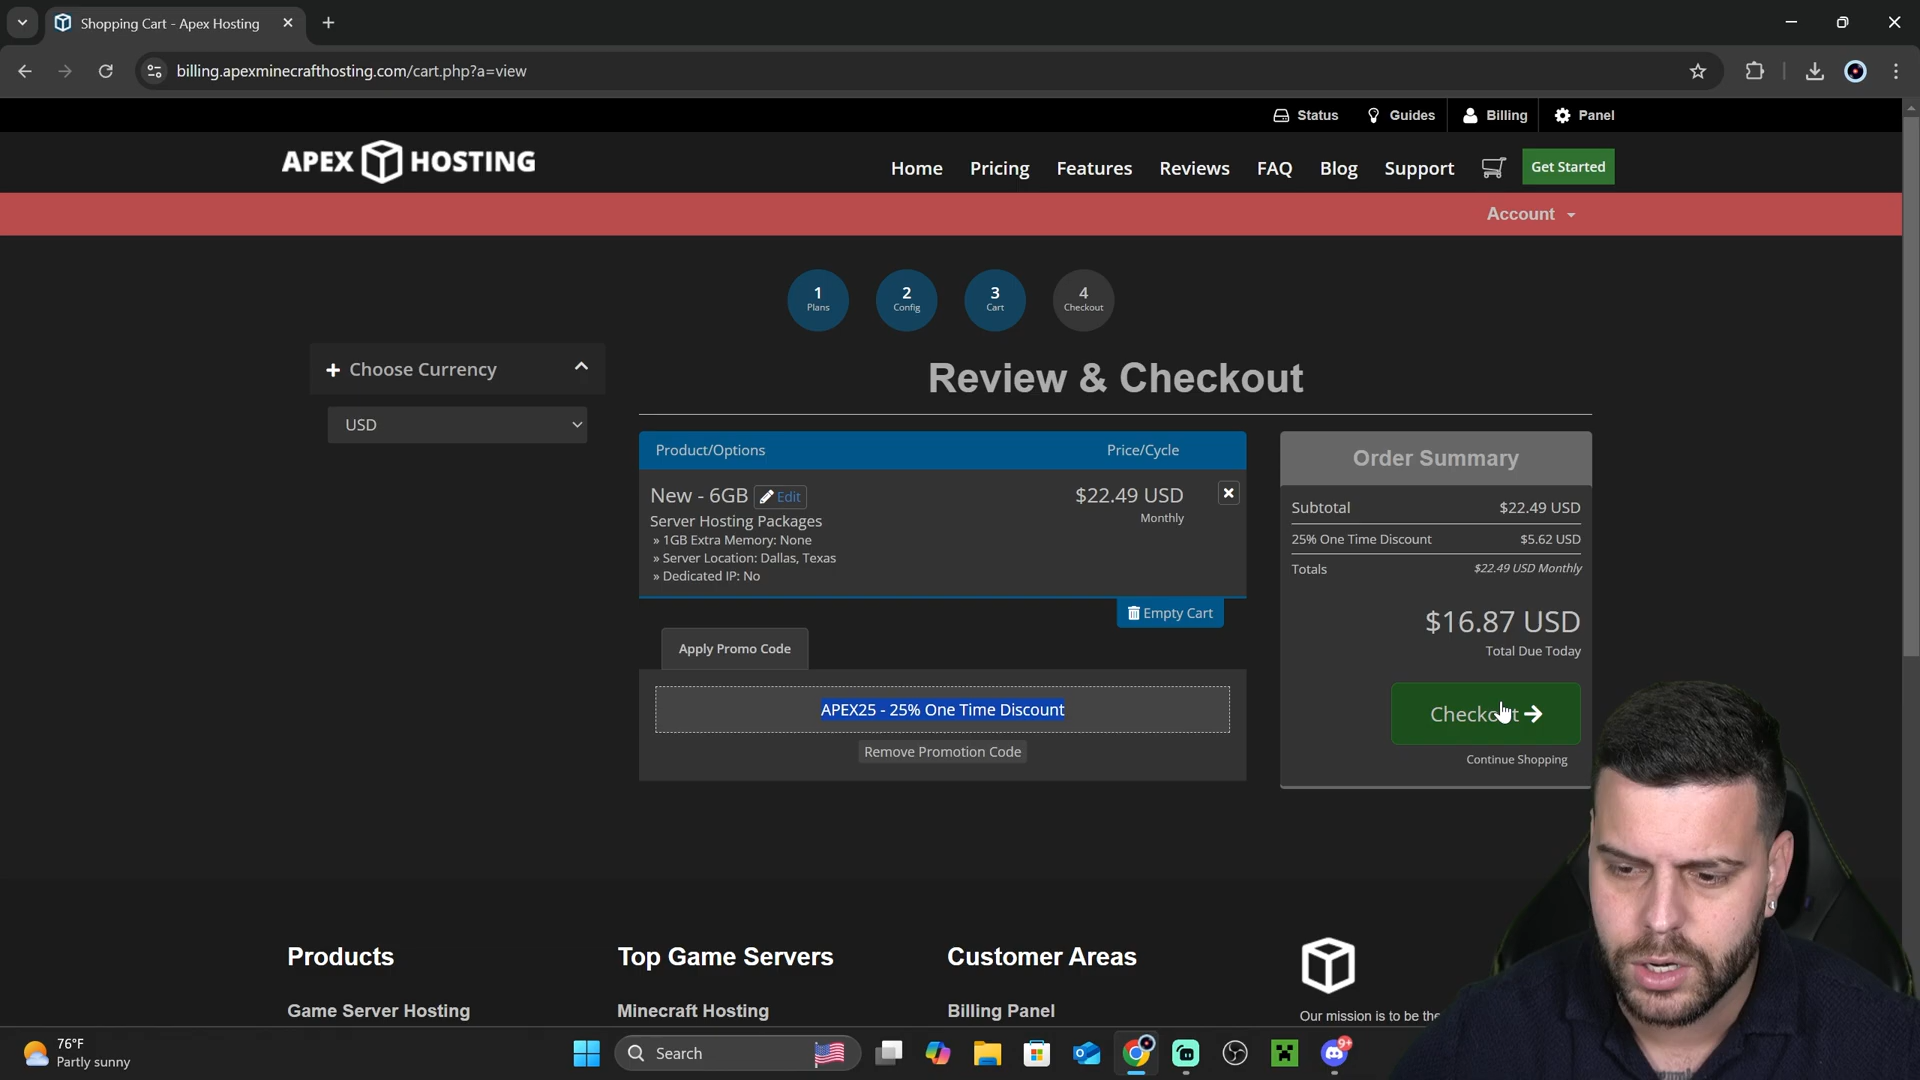 Shopping Cart - Apex Hosting
billing.apexminecrafthosting.com/cart.php?a=view
Status
Guides
Billing
Panel
APEX HOSTING
Home
Pricing
Features
Reviews
FAQ
Blog
Support
Get Started
Account
1
Plans
2
Config
3
Cart
4
Checkout
Choose Currency
USD
Review & Checkout
Product/Options
Price/Cycle
New - 6GB
Edit
$22.49 USD
Server Hosting Packages
Monthly
» 1GB Extra Memory: None
» Server Location: Dallas, Texas
» Dedicated IP: No
Empty Cart
Apply Promo Code
APEX25 - 25% One Time Discount
Remove Promotion Code
Order Summary
Subtotal
$22.49 USD
25% One Time Discount
$5.62 USD
Totals
$22.49 USD Monthly
$16.87 USD
Total Due Today
Checkout
Continue Shopping
Products
Top Game Servers
Customer Areas
Game Server Hosting
Minecraft Hosting
Billing Panel
Our mission is to be the
76°F
Partly sunny
Search
9+